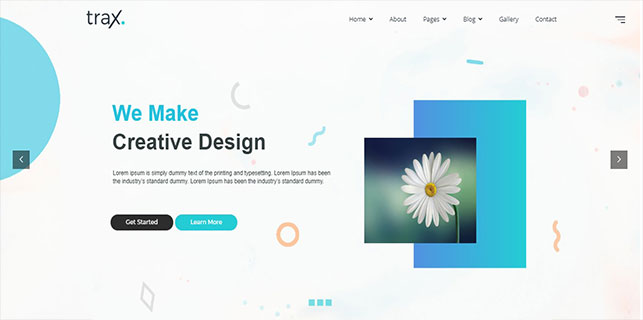 trax.
Home About Pages Blog Gallery Contact
We Make
Creative Design
Lorem Ipsum is simply dummy text of the printing and typesetting. Lorem Ipsum has been
the industry's standard dummy. Lorem Ipsum has been the industry's standard dummy.
Get Started Learn More